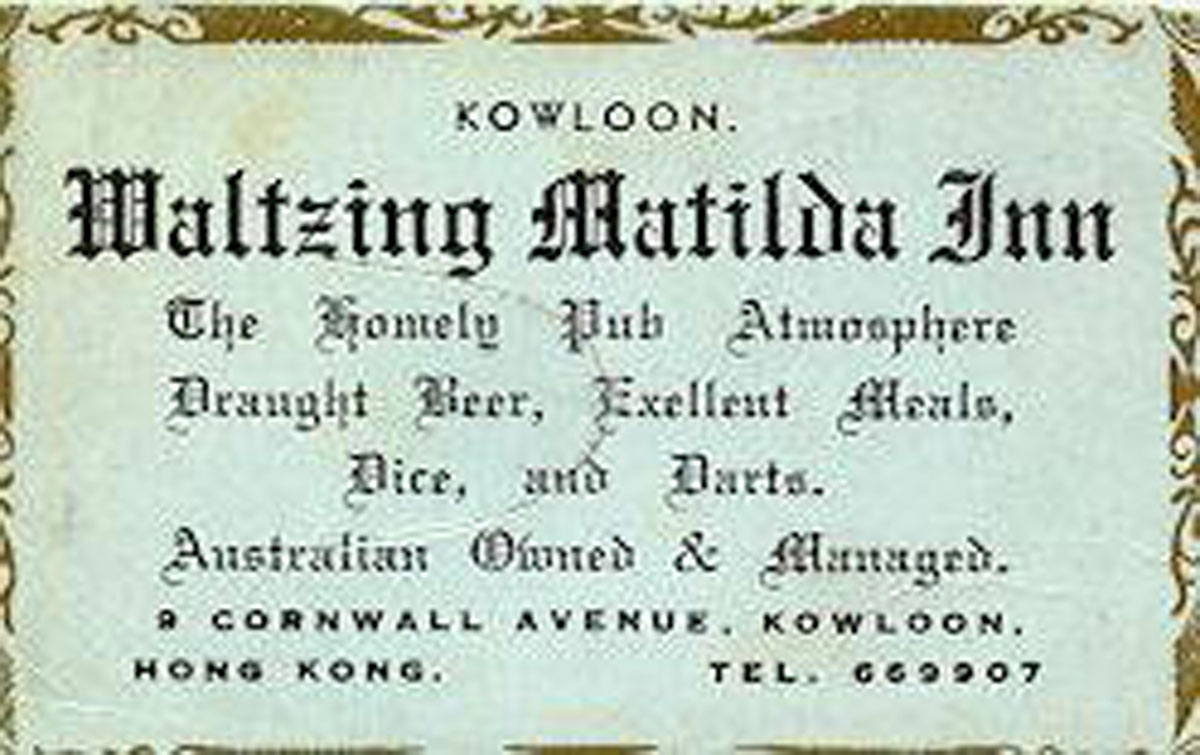 KOWLOON.
Waltzing Matilda Inn
The Homely Pub Atmosphere
Draught Beer, Exellent Meals,
Dice, and Darts.
Australian Owned & Managed.
9 CORNWALL AVENUE, KOWLOON,
HONG KONG. TEL. 669907